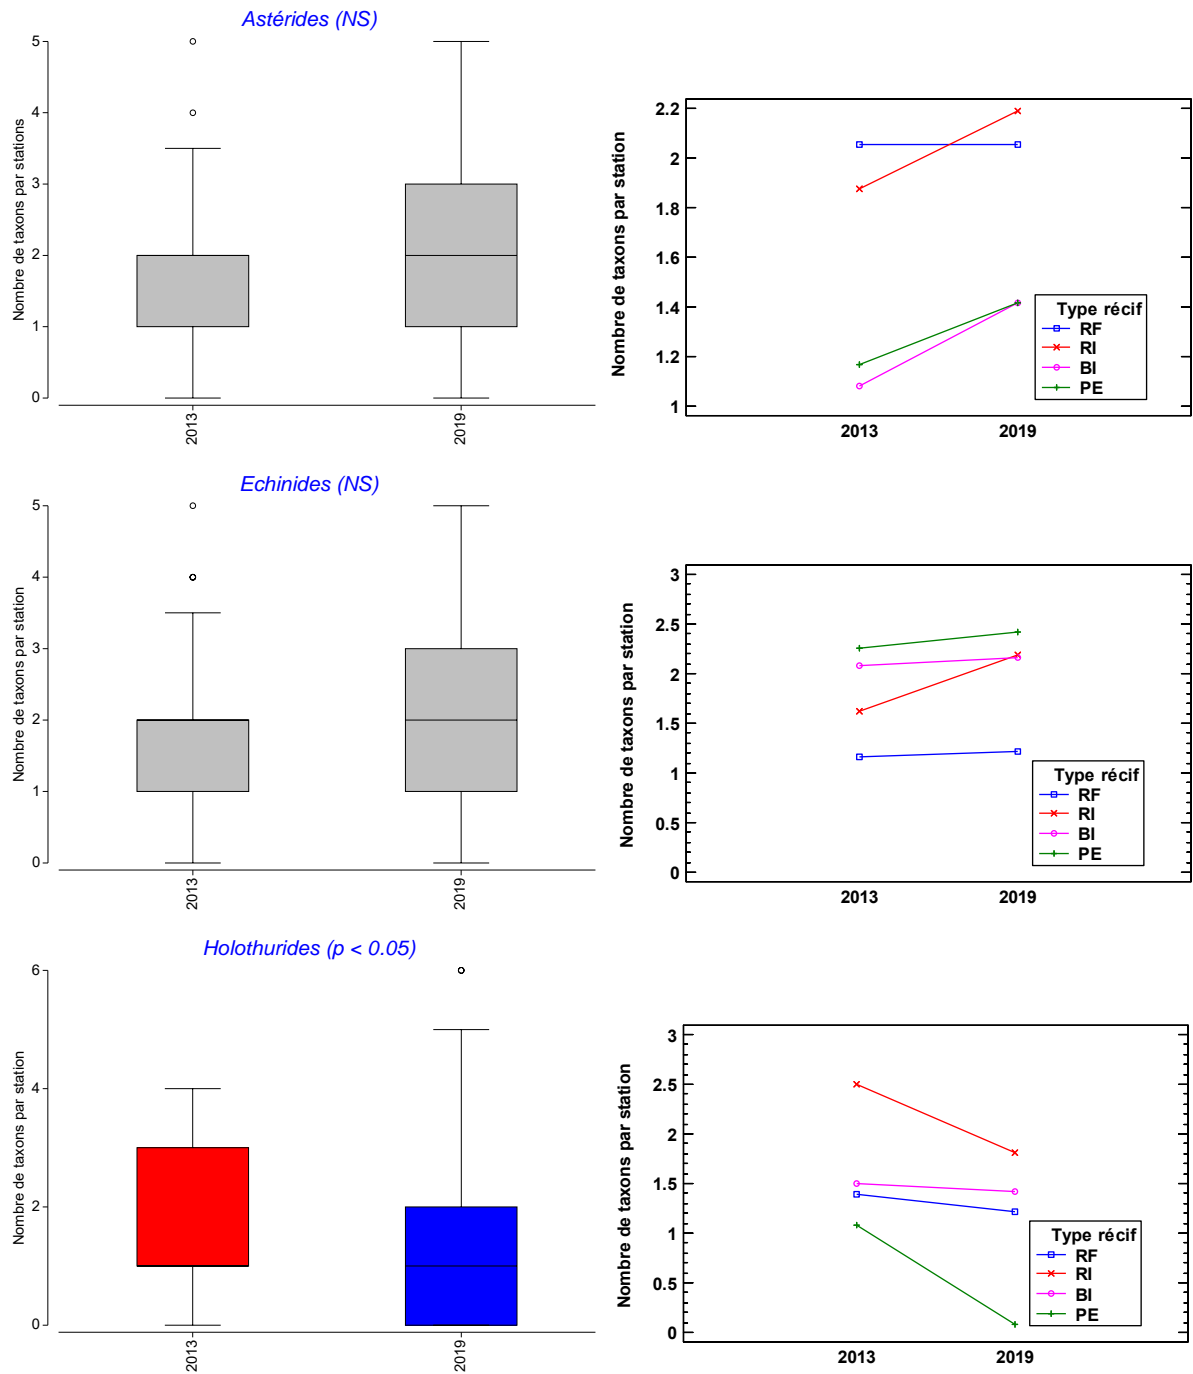 Astérides (NS)
Nombre de taxons par stations
5
4
3
2
1
0
2013
2019
Nombre de taxons par station
2.2
2
1.8
1.6
1.4
1.2
1
2013
2019
Type récif
RF
RI
BI
PE
Echinides (NS)
Nombre de taxons par station
5
4
3
2
1
0
2013
2019
Nombre de taxons par station
3
2.5
2
1.5
1
0.5
0
2013
2019
Type récif
RF
RI
BI
PE
Holothurides (p < 0.05)
Nombre de taxons par station
6
4
2
0
2013
2019
Nombre de taxons par station
3
2.5
2
1.5
1
0.5
0
2013
2019
Type récif
RF
RI
BI
PE